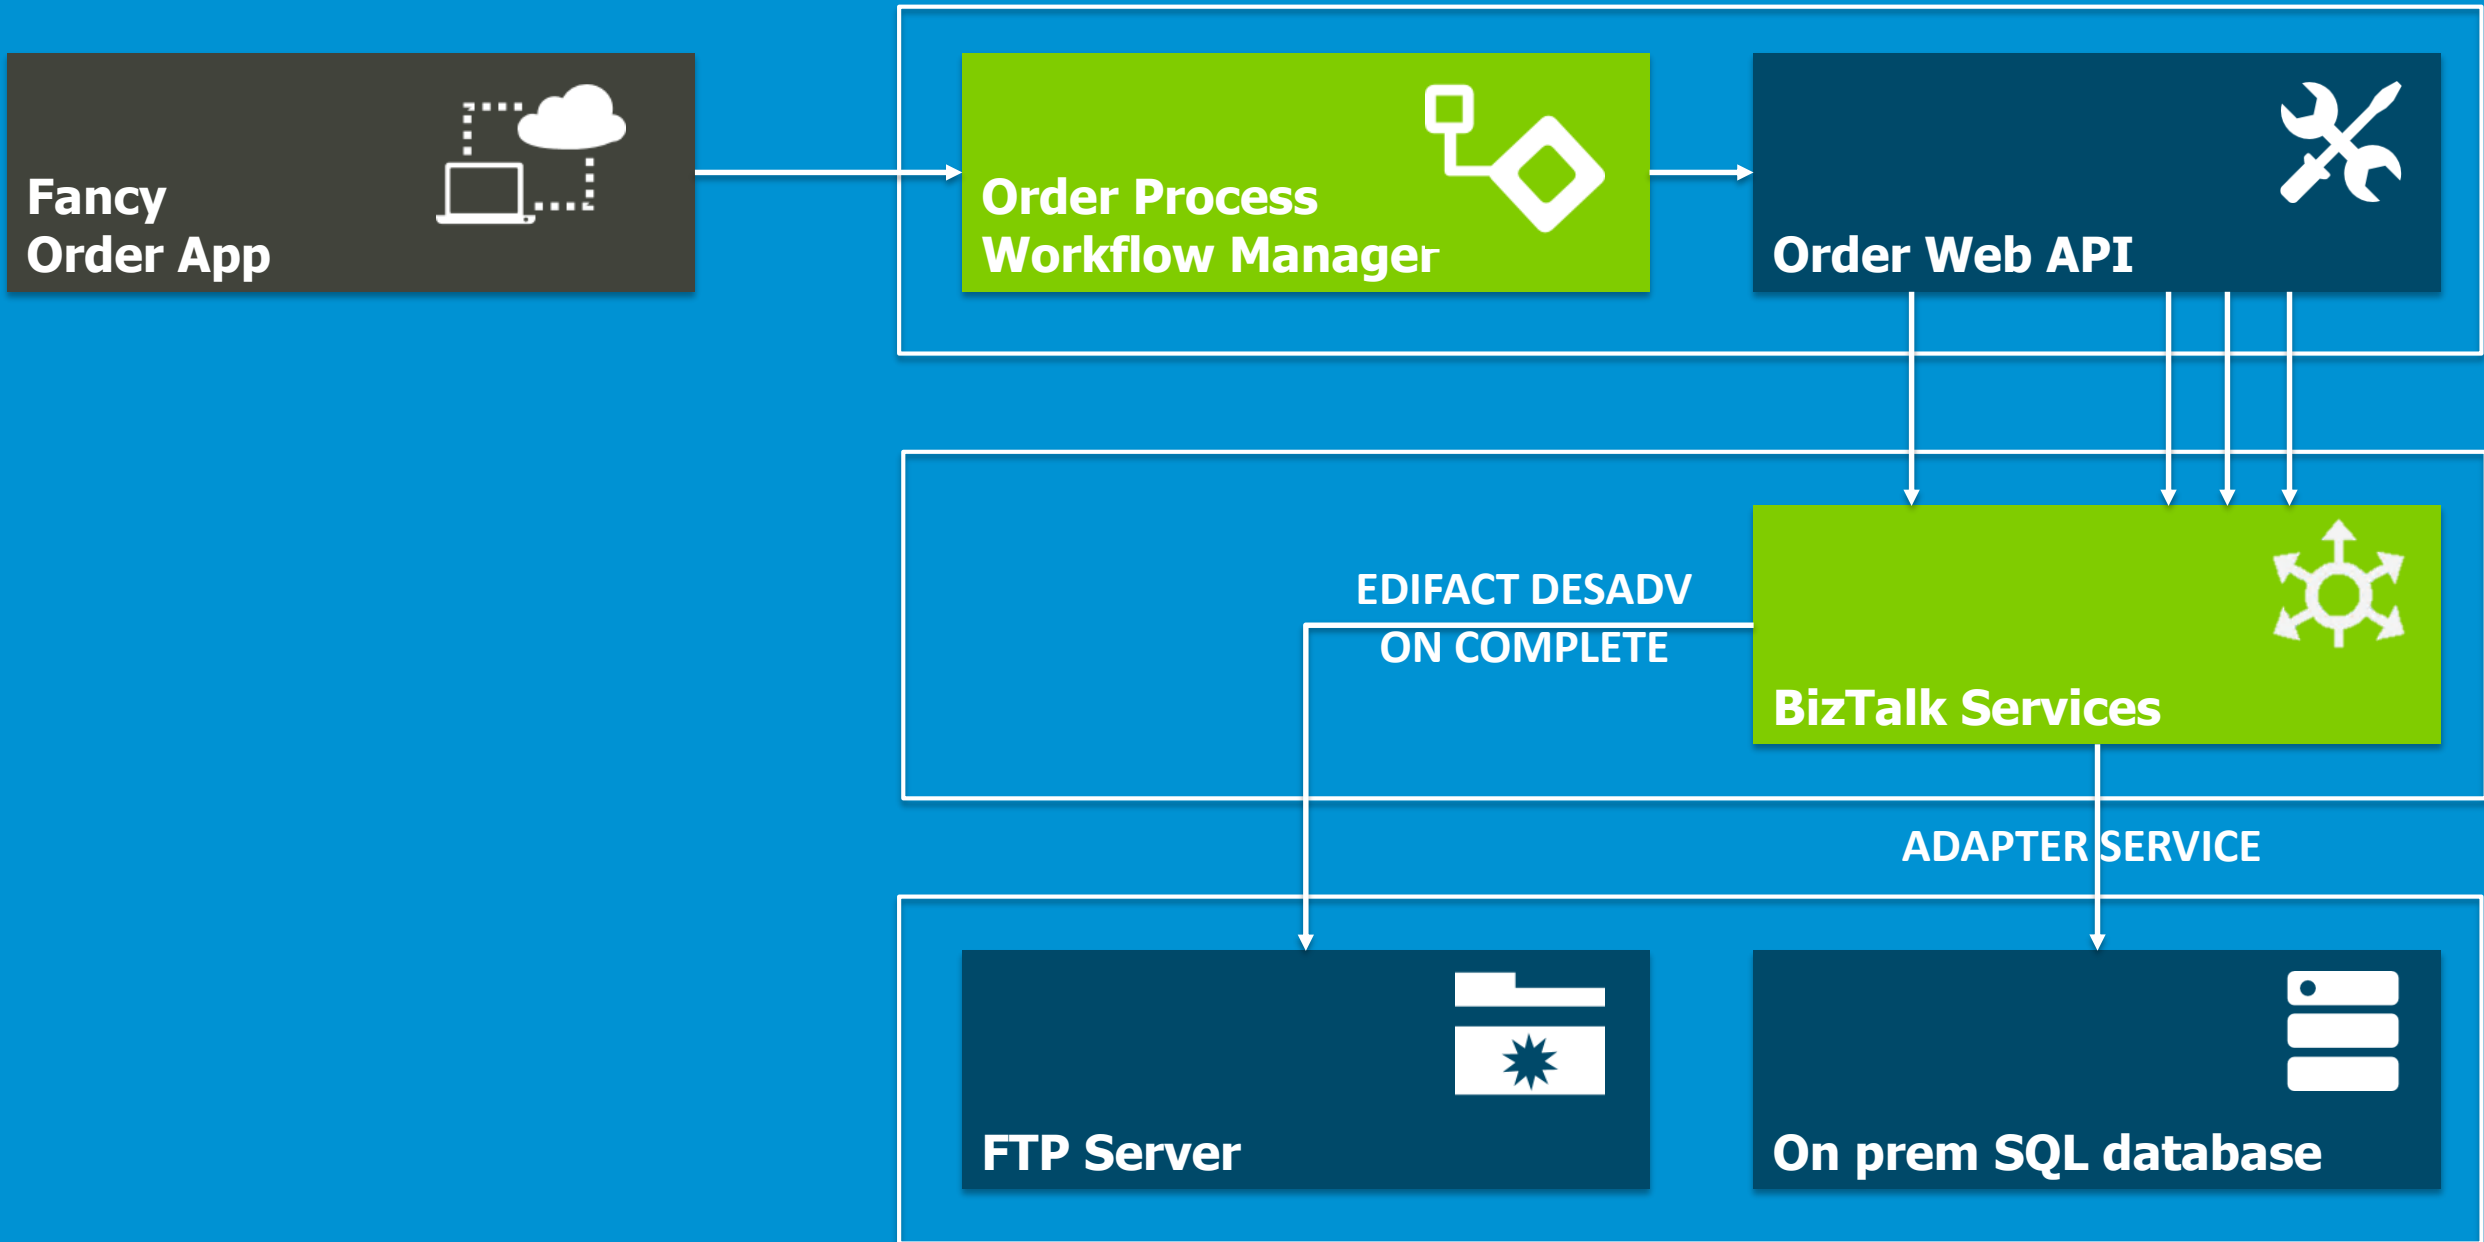 Fancy
Order App
Order Process
Workflow Manager
Order Web API
EDIFACT DESADV
ON COMPLETE
BizTalk Services
ADAPTER SERVICE
FTP Server
On prem SQL database